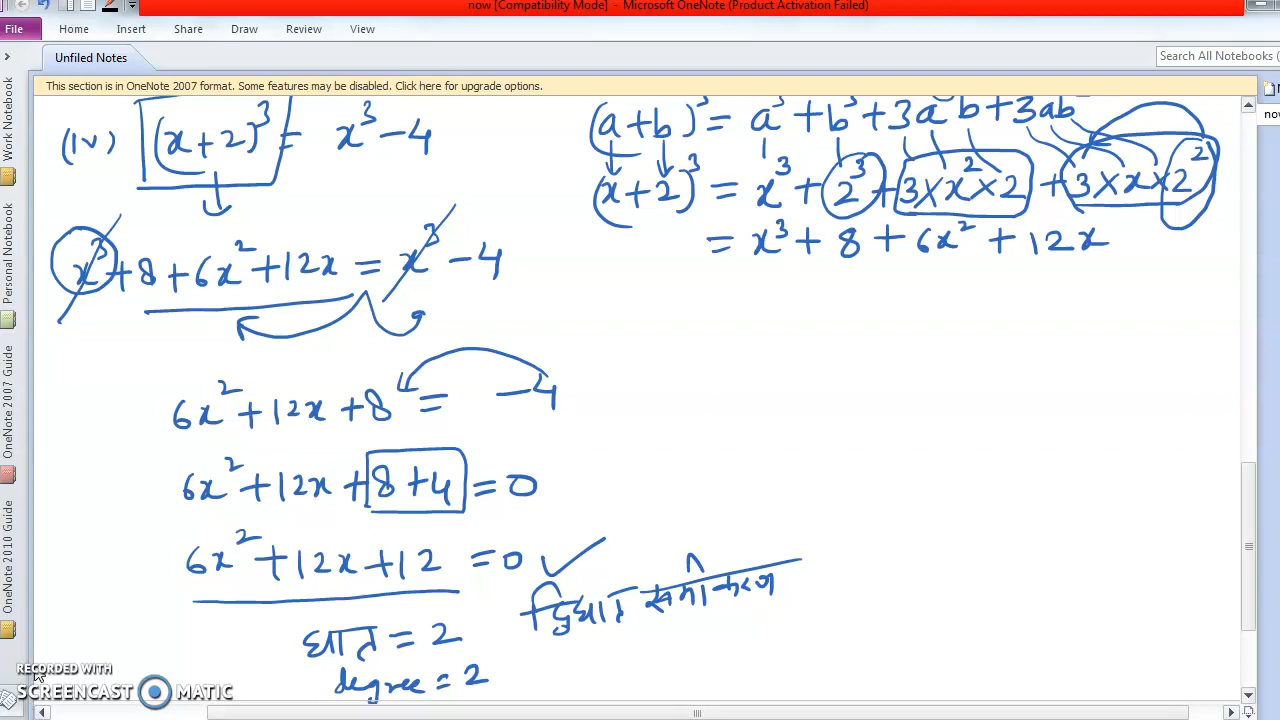 now [Compatibility Mode] - Microsoft OneNote (Product Activation Failed)
File Home Insert Share Draw Review View
Unfiled Notes
Search All Notebooks (
This section is in OneNote 2007 format. Some features may be disabled. Click here for upgrade options.
now
Work Notebook
Personal Notebook
OneNote 2007 Guide
OneNote 2010 Guide
(iv) (x+2)³ = x³ - 4
x³ + 8 + 6x² + 12x = x³ - 4
6x² + 12x + 8 = -4
6x² + 12x + 8 + 4 = 0
6x² + 12x + 12 = 0
द्विघात समीकरण
घात = 2
degree = 2
(a+b)³ = a³ + b³ + 3a²b + 3ab
(x+2)³ = x³ + 2³ + 3×x²×2 + 3×x×2²
= x³ + 8 + 6x² + 12x
RECORDED WITH
SCREENCAST MATIC